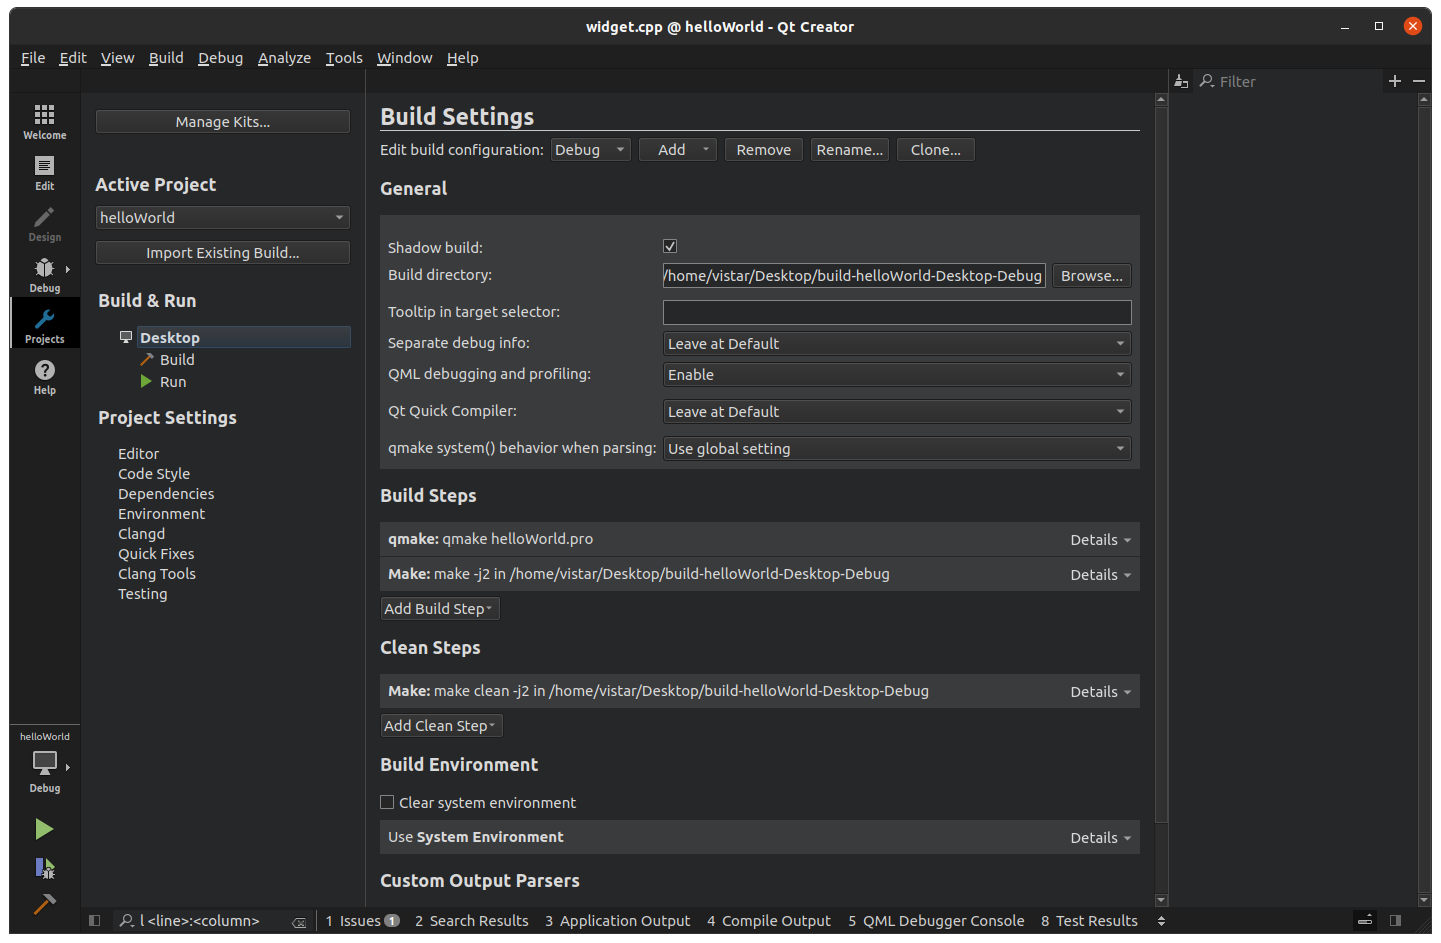 widget.cpp @ helloWorld - Qt Creator
File Edit View Build Debug Analyze Tools Window Help
Filter
Welcome
Edit
Design
Debug
Projects
Help
helloWorld
Debug
Manage Kits...
Active Project
helloWorld
Import Existing Build...
Build & Run
Desktop
Build
Run
Project Settings
Editor
Code Style
Dependencies
Environment
Clangd
Quick Fixes
Clang Tools
Testing
Build Settings
Edit build configuration: Debug Add Remove Rename... Clone...
General
Shadow build:
Build directory: /home/vistar/Desktop/build-helloWorld-Desktop-Debug Browse...
Tooltip in target selector:
Separate debug info: Leave at Default
QML debugging and profiling: Enable
Qt Quick Compiler: Leave at Default
qmake system() behavior when parsing: Use global setting
Build Steps
qmake: qmake helloWorld.pro Details
Make: make -j2 in /home/vistar/Desktop/build-helloWorld-Desktop-Debug Details
Add Build Step
Clean Steps
Make: make clean -j2 in /home/vistar/Desktop/build-helloWorld-Desktop-Debug Details
Add Clean Step
Build Environment
Clear system environment
Use System Environment Details
Custom Output Parsers
l <line>:<column> 1 Issues 1 2 Search Results 3 Application Output 4 Compile Output 5 QML Debugger Console 8 Test Results